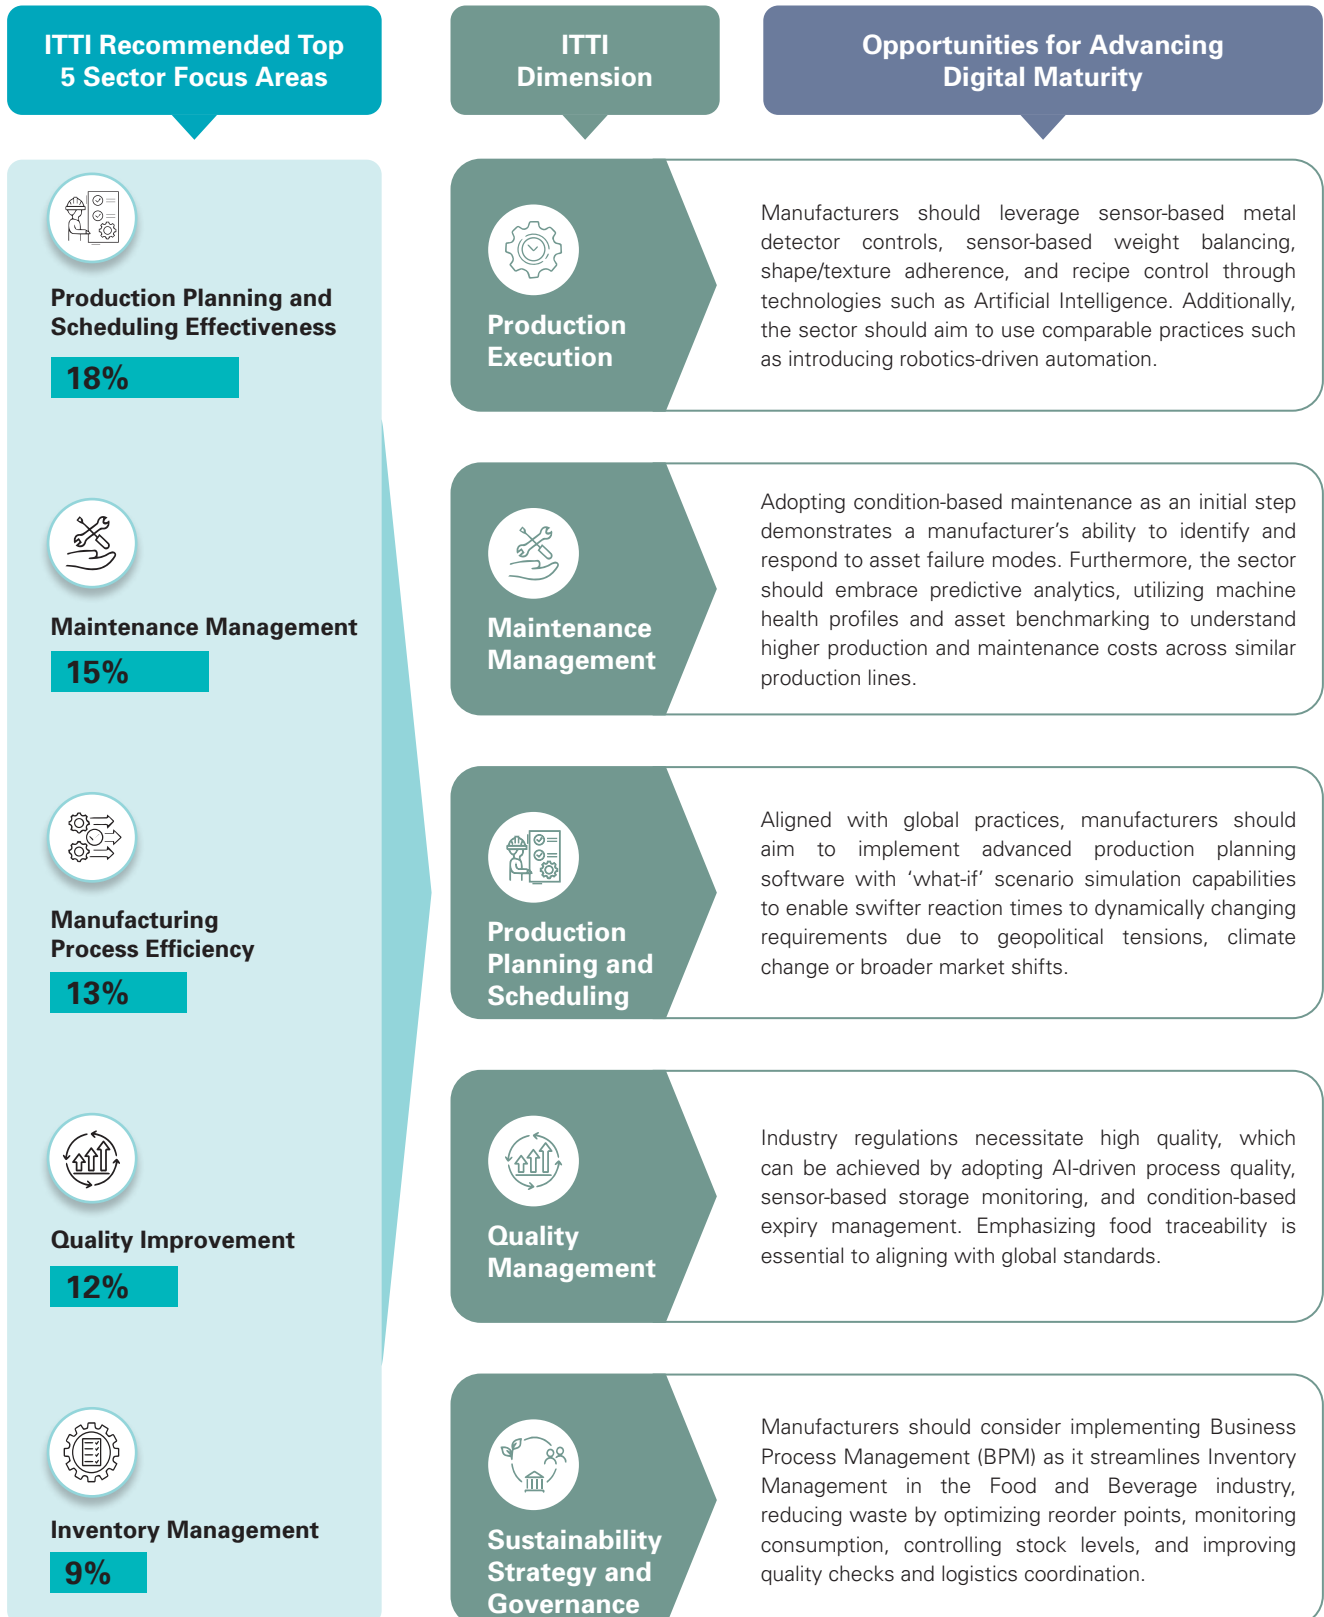 ITTI Recommended Top
5 Sector Focus Areas
ITTI
Dimension
Opportunities for Advancing
Digital Maturity
Production Planning and
Scheduling Effectiveness
18%
Maintenance Management
15%
Manufacturing
Process Efficiency
13%
Quality Improvement
12%
Inventory Management
9%
Production
Execution
Manufacturers should leverage sensor-based metal
detector controls, sensor-based weight balancing,
shape/texture adherence, and recipe control through
technologies such as Artificial Intelligence. Additionally,
the sector should aim to use comparable practices such
as introducing robotics-driven automation.
Maintenance
Management
Adopting condition-based maintenance as an initial step
demonstrates a manufacturer’s ability to identify and
respond to asset failure modes. Furthermore, the sector
should embrace predictive analytics, utilizing machine
health profiles and asset benchmarking to understand
higher production and maintenance costs across similar
production lines.
Production
Planning and
Scheduling
Aligned with global practices, manufacturers should
aim to implement advanced production planning
software with ‘what-if’ scenario simulation capabilities
to enable swifter reaction times to dynamically changing
requirements due to geopolitical tensions, climate
change or broader market shifts.
Quality
Management
Industry regulations necessitate high quality, which
can be achieved by adopting AI-driven process quality,
sensor-based storage monitoring, and condition-based
expiry management. Emphasizing food traceability is
essential to aligning with global standards.
Sustainability
Strategy and
Governance
Manufacturers should consider implementing Business
Process Management (BPM) as it streamlines Inventory
Management in the Food and Beverage industry,
reducing waste by optimizing reorder points, monitoring
consumption, controlling stock levels, and improving
quality checks and logistics coordination.